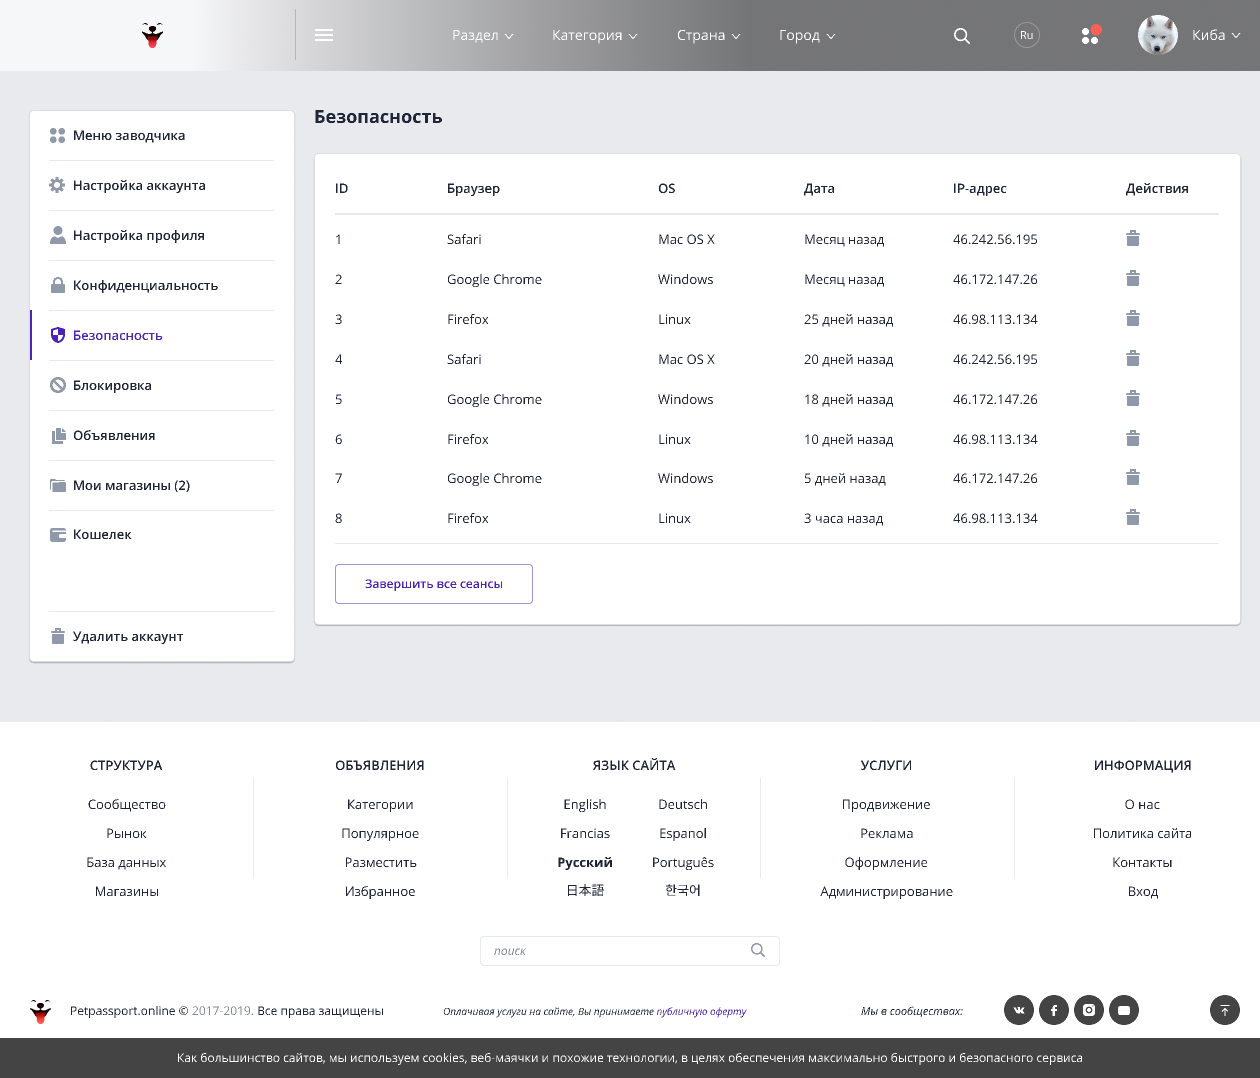 Раздел Категория Страна Город Ru Киба
Безопасность
Меню заводчика
Настройка аккаунта
Настройка профиля
Конфиденциальность
Безопасность
Блокировка
Объявления
Мои магазины (2)
Кошелек
Удалить аккаунт
ID Браузер OS Дата IP-адрес Действия
1 Safari Mac OS X Месяц назад 46.242.56.195
2 Google Chrome Windows Месяц назад 46.172.147.26
3 Firefox Linux 25 дней назад 46.98.113.134
4 Safari Mac OS X 20 дней назад 46.242.56.195
5 Google Chrome Windows 18 дней назад 46.172.147.26
6 Firefox Linux 10 дней назад 46.98.113.134
7 Google Chrome Windows 5 дней назад 46.172.147.26
8 Firefox Linux 3 часа назад 46.98.113.134
Завершить все сеансы
СТРУКТУРА
Сообщество
Рынок
База данных
Магазины
ОБЪЯВЛЕНИЯ
Категории
Популярное
Разместить
Избранное
ЯЗЫК САЙТА
English Deutsch
Francias Espanol
Русский Português
日本語 한국어
УСЛУГИ
Продвижение
Реклама
Оформление
Администрирование
ИНФОРМАЦИЯ
О нас
Политика сайта
Контакты
Вход
поиск
Petpassport.online © 2017-2019. Все права защищены
Оплачивая услуги на сайте, Вы принимаете публичную оферту
Мы в сообществах:
Как большинство сайтов, мы используем cookies, веб-маячки и похожие технологии, в целях обеспечения максимально быстрого и безопасного сервиса